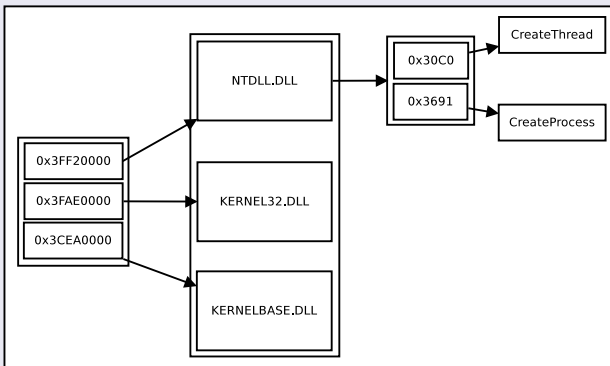 0x3FF20000
0x3FAE0000
0x3CEA0000
NTDLL.DLL
KERNEL32.DLL
KERNELBASE.DLL
0x30C0
0x3691
CreateThread
CreateProcess